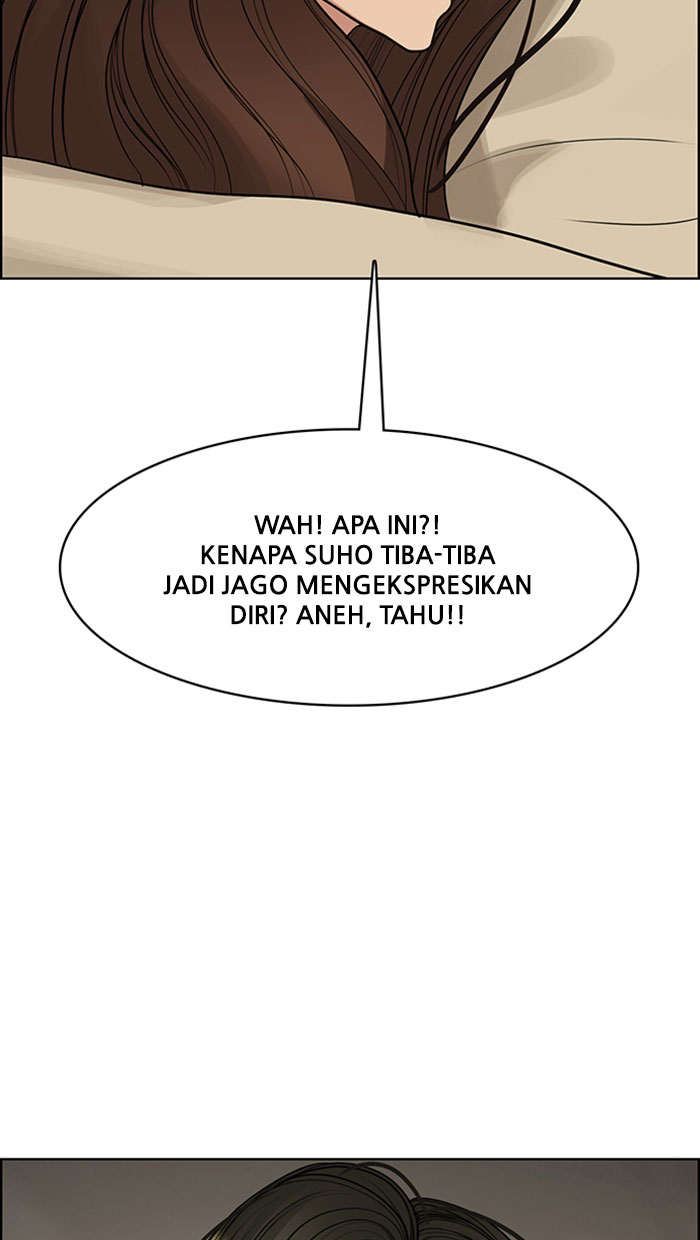 WAH! APA INI?!
KENAPA SUHO TIBA-TIBA
JADI JAGO MENGEKSPRESIKAN
DIRI? ANEH, TAHU!!